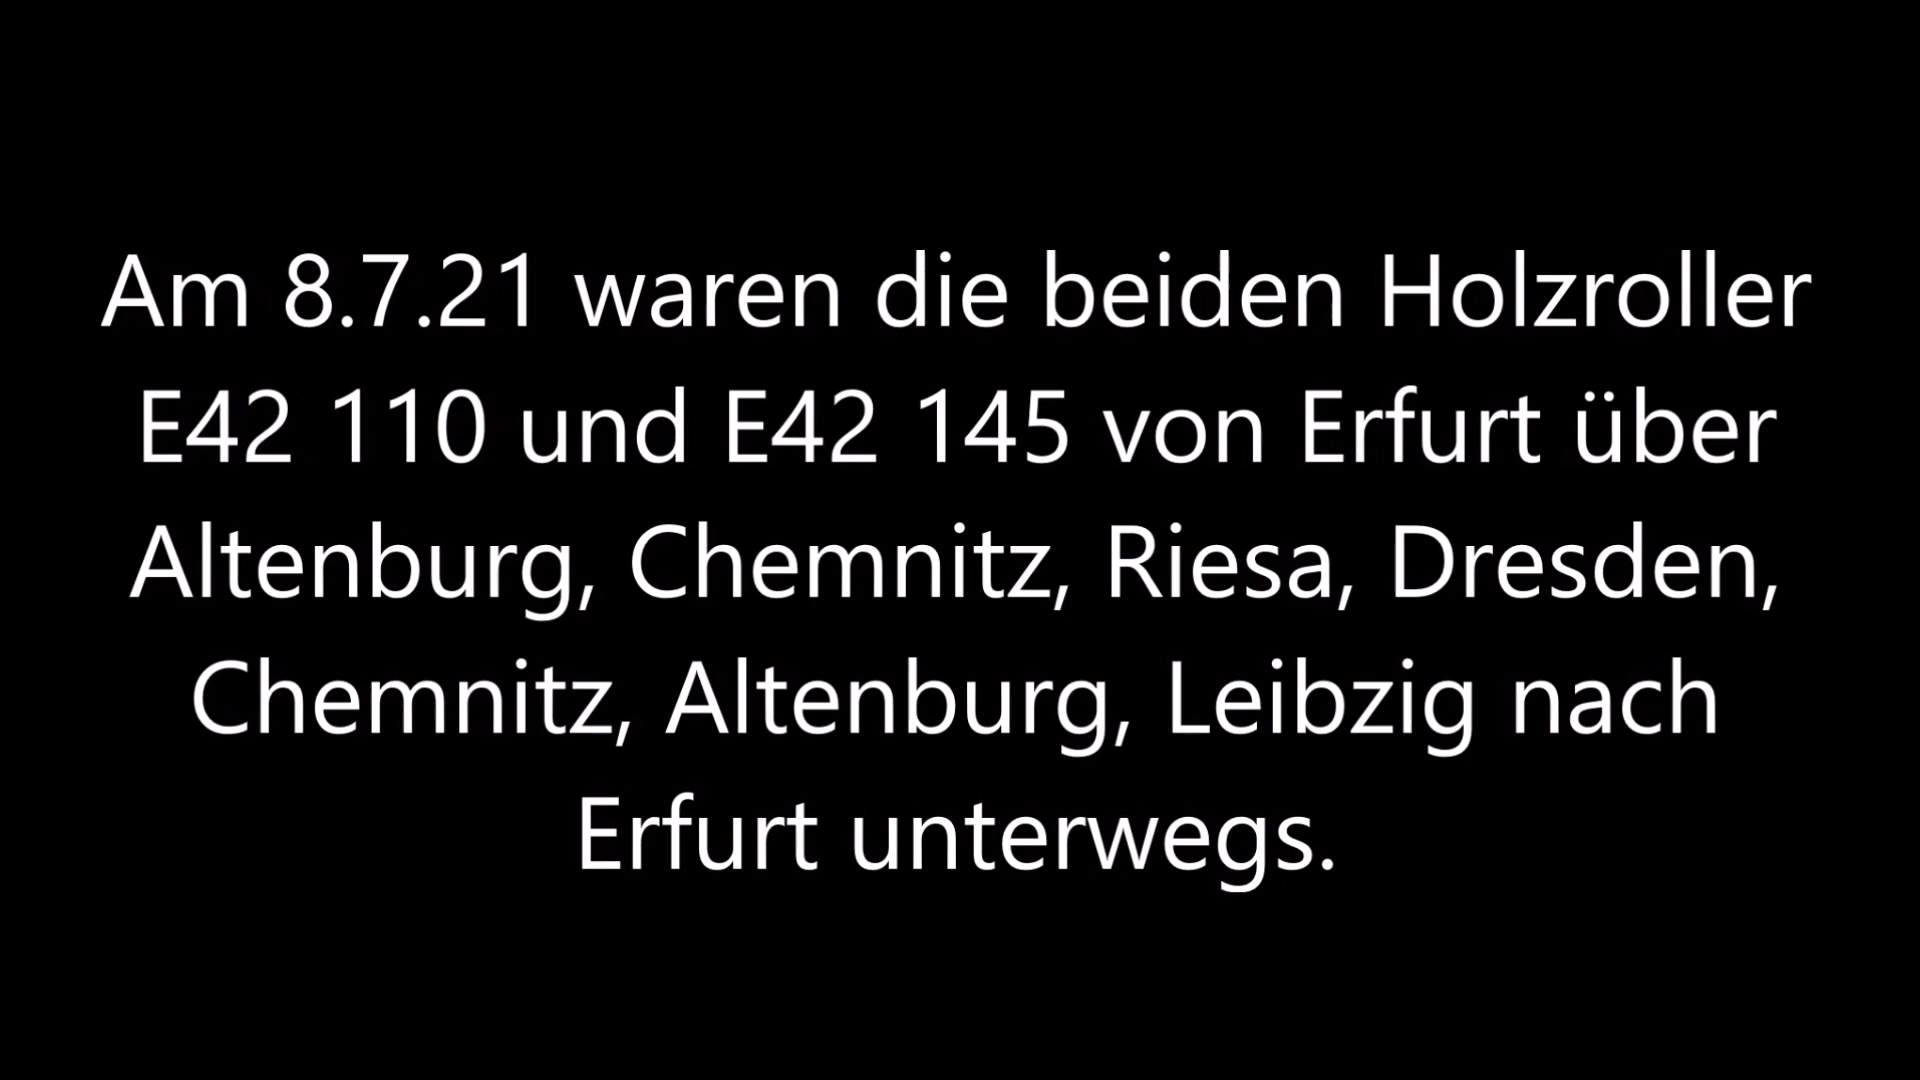 Am 8.7.21 waren die beiden Holzroller
E42 110 und E42 145 von Erfurt über
Altenburg, Chemnitz, Riesa, Dresden,
Chemnitz, Altenburg, Leibzig nach
Erfurt unterwegs.